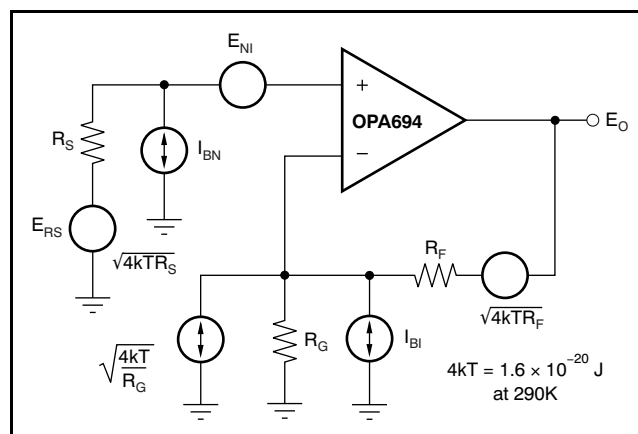 E_NI
+
OPA694
−
E_O
R_S
I_BN
E_RS
√4kTR_S
R_F
√4kTR_F
√4kT/R_G
R_G
I_BI
4kT = 1.6 × 10^−20 J
at 290K